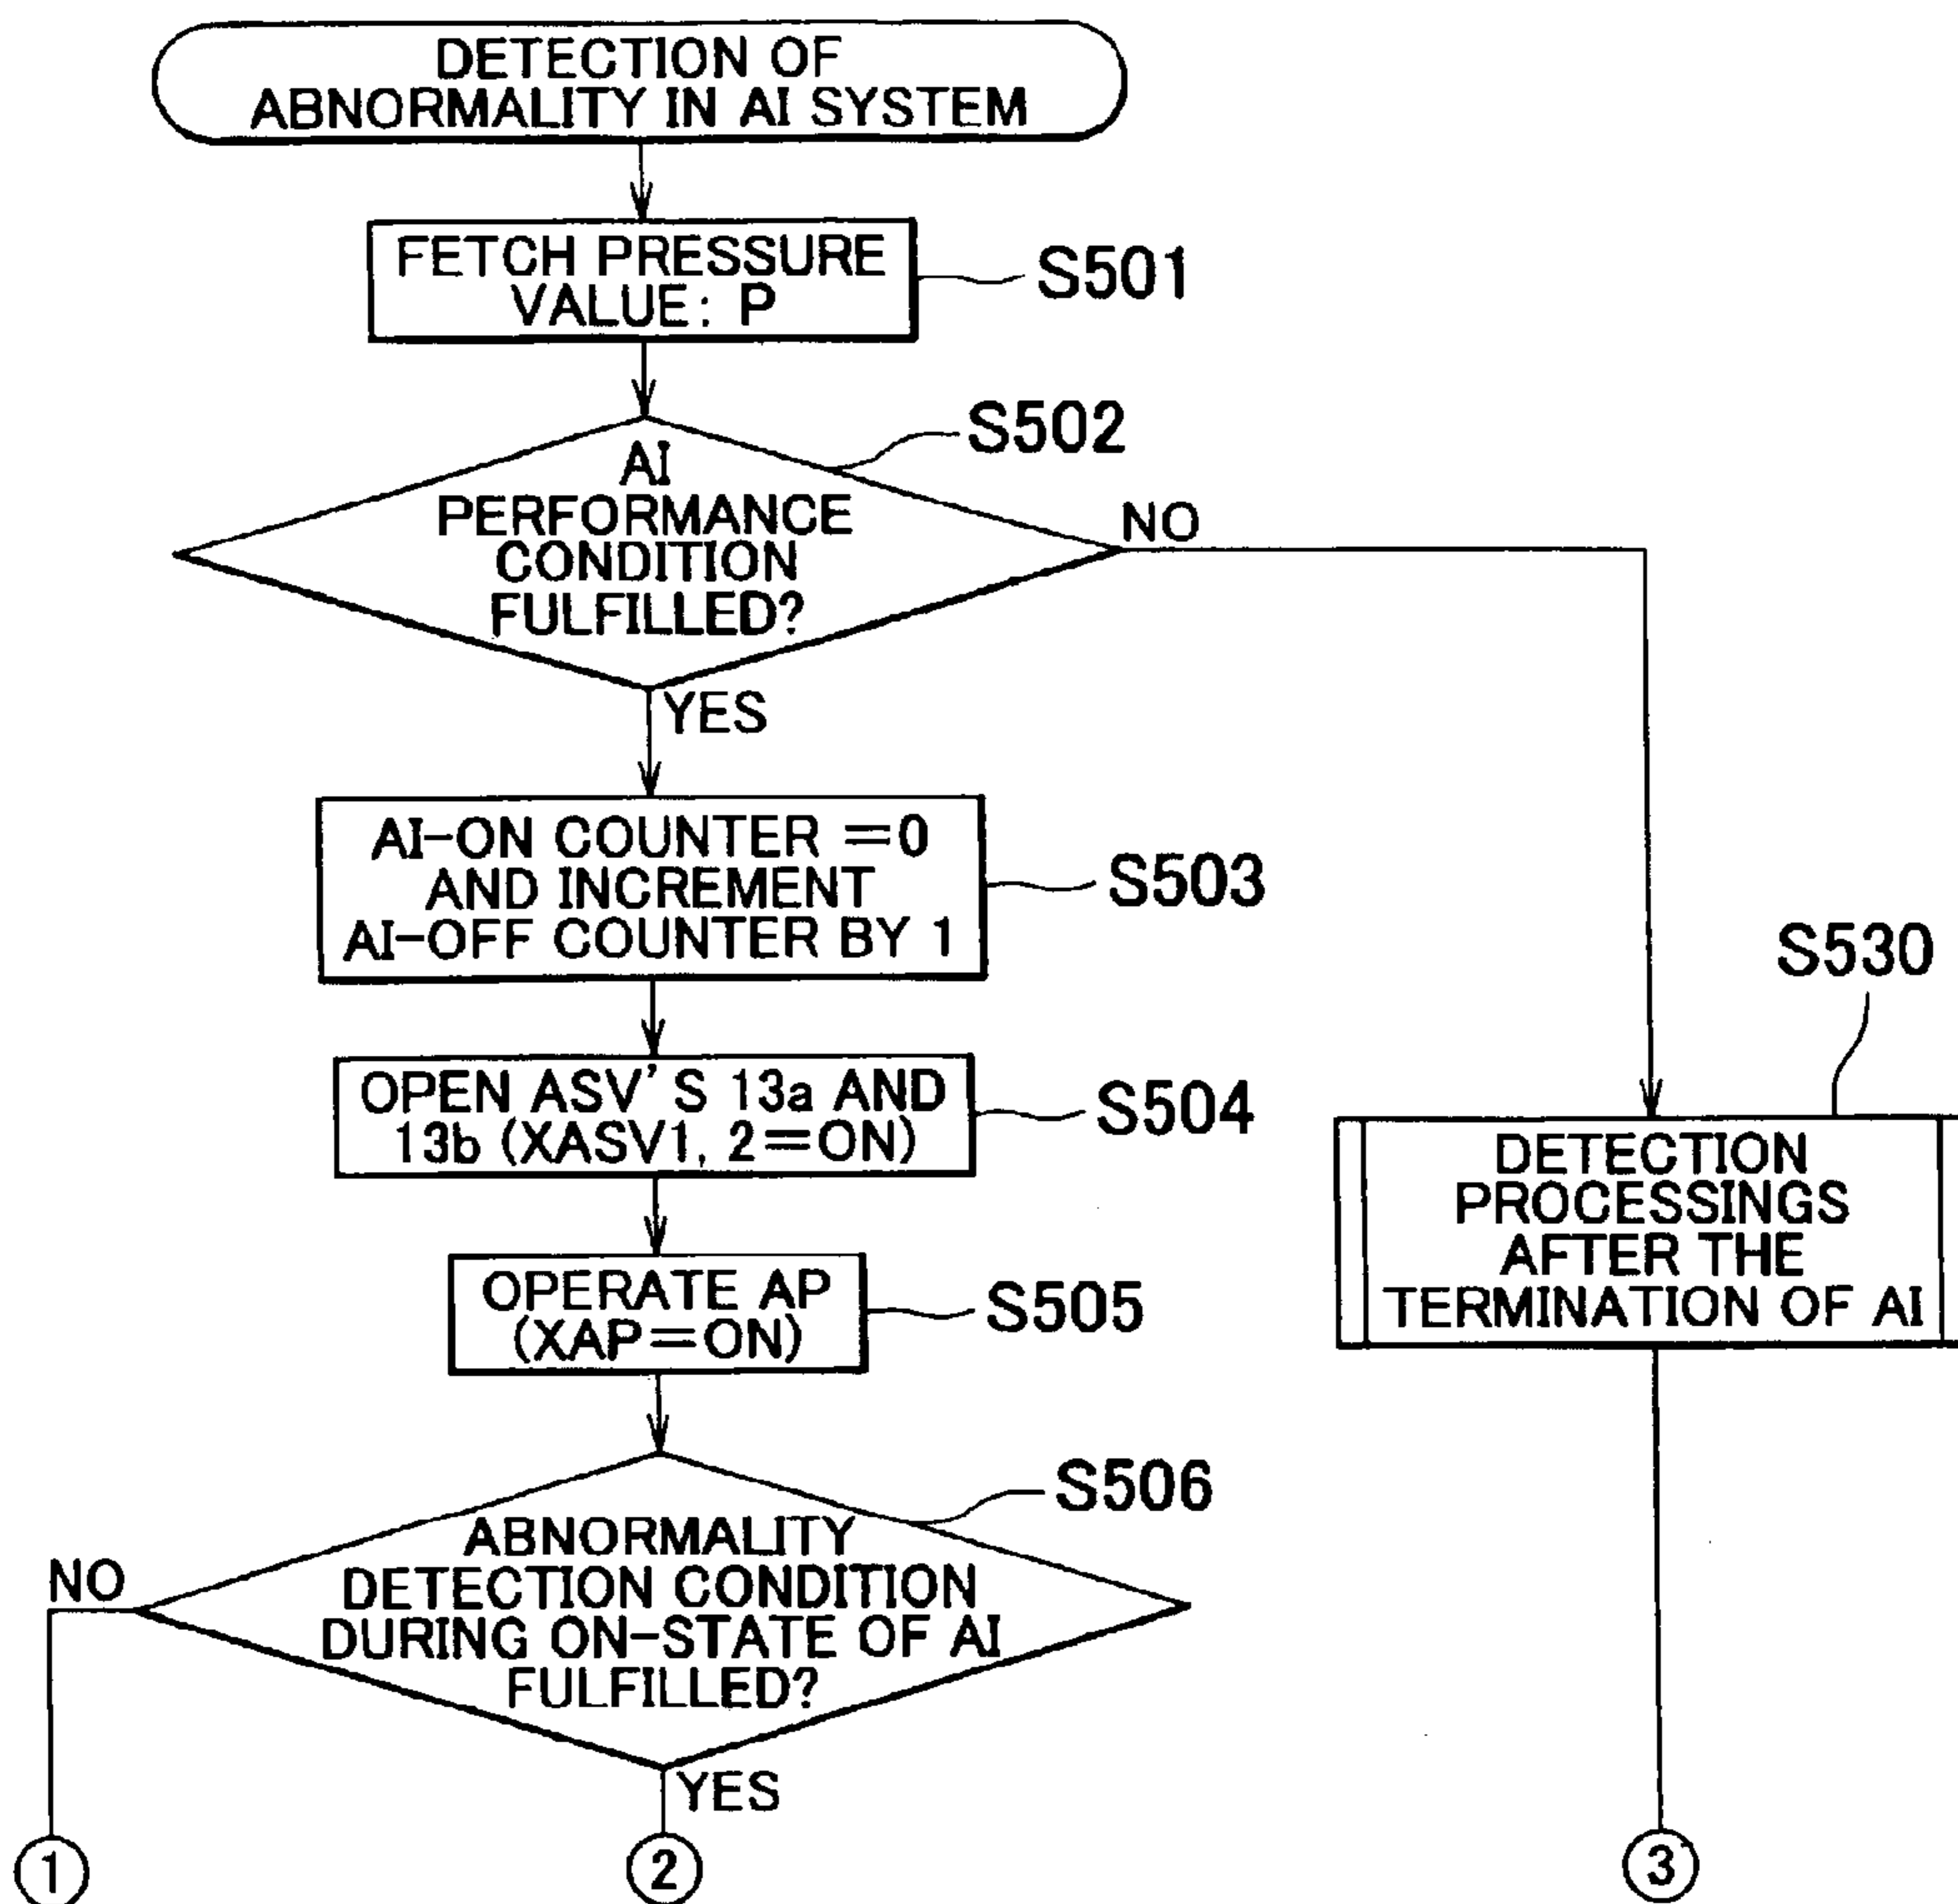 DETECTION OF
ABNORMALITY IN AI SYSTEM
FETCH PRESSURE
VALUE: P
S501
S502
AI
PERFORMANCE
CONDITION
FULFILLED?
NO
YES
AI-ON COUNTER =0
AND INCREMENT
AI-OFF COUNTER BY 1
S503
OPEN ASV'S 13a AND
13b (XASV1, 2=ON)
S504
OPERATE AP
(XAP=ON)
S505
S530
DETECTION
PROCESSINGS
AFTER THE
TERMINATION OF AI
S506
ABNORMALITY
DETECTION CONDITION
DURING ON-STATE OF AI
FULFILLED?
NO
YES
1
2
3